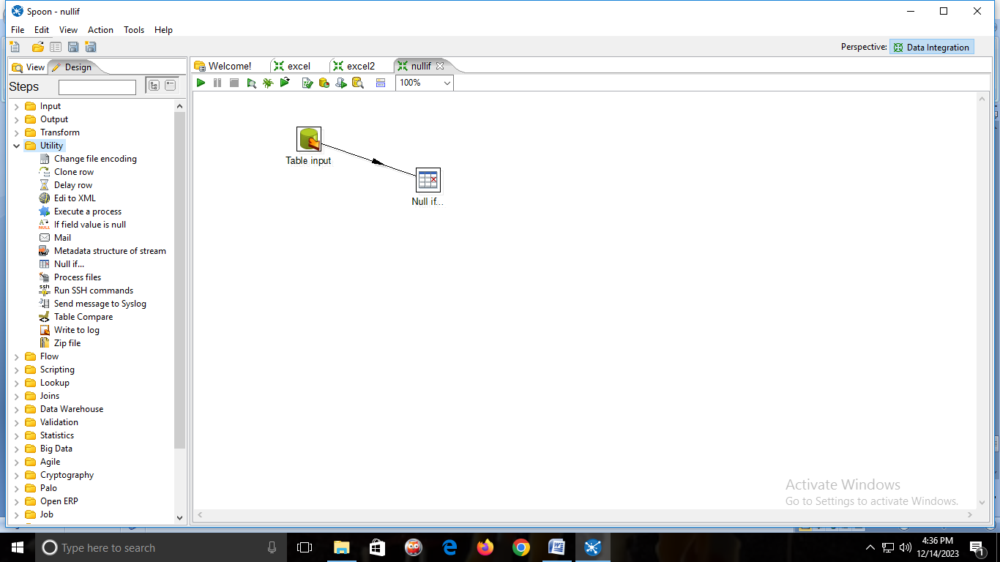 Spoon - nullif
File Edit View Action Tools Help
Perspective: Data Integration
View Design
Welcome! excel excel2 nullif
Steps
100%
Input
Output
Transform
Utility
Change file encoding
Clone row
Delay row
Edi to XML
Execute a process
If field value is null
Mail
Metadata structure of stream
Null if...
Process files
Run SSH commands
Send message to Syslog
Table Compare
Write to log
Zip file
Flow
Scripting
Lookup
Joins
Data Warehouse
Validation
Statistics
Big Data
Agile
Cryptography
Palo
Open ERP
Job
Table input
Null if...
Activate Windows
Go to Settings to activate Windows.
Type here to search
4:36 PM
12/14/2023
1